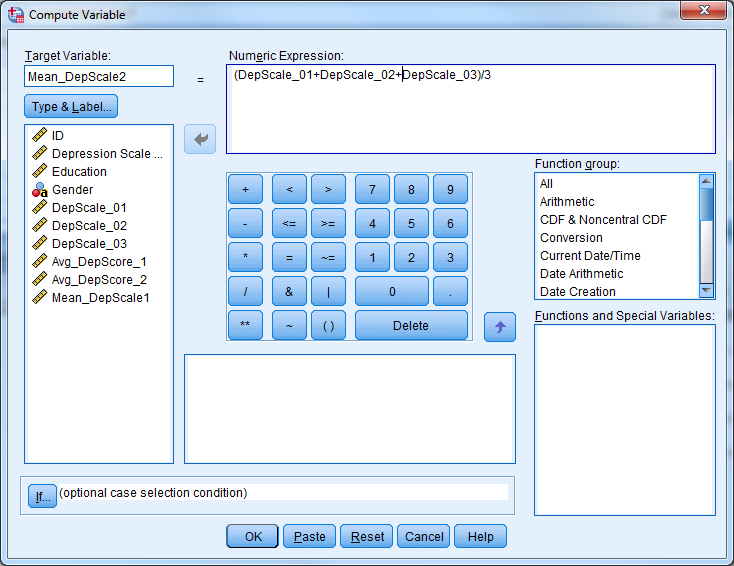 Compute Variable
Target Variable:
Mean_DepScale2
=
Numeric Expression:
(DepScale_01+DepScale_02+DepScale_03)/3
Type & Label...
ID
Depression Scale ...
Education
Gender
DepScale_01
DepScale_02
DepScale_03
Avg_DepScore_1
Avg_DepScore_2
Mean_DepScale1
+ < > 7 8 9
- <= >= 4 5 6
* = ~= 1 2 3
/ & | 0 .
** ~ ( ) Delete
Function group:
All
Arithmetic
CDF & Noncentral CDF
Conversion
Current Date/Time
Date Arithmetic
Date Creation
Functions and Special Variables:
If... (optional case selection condition)
OK Paste Reset Cancel Help